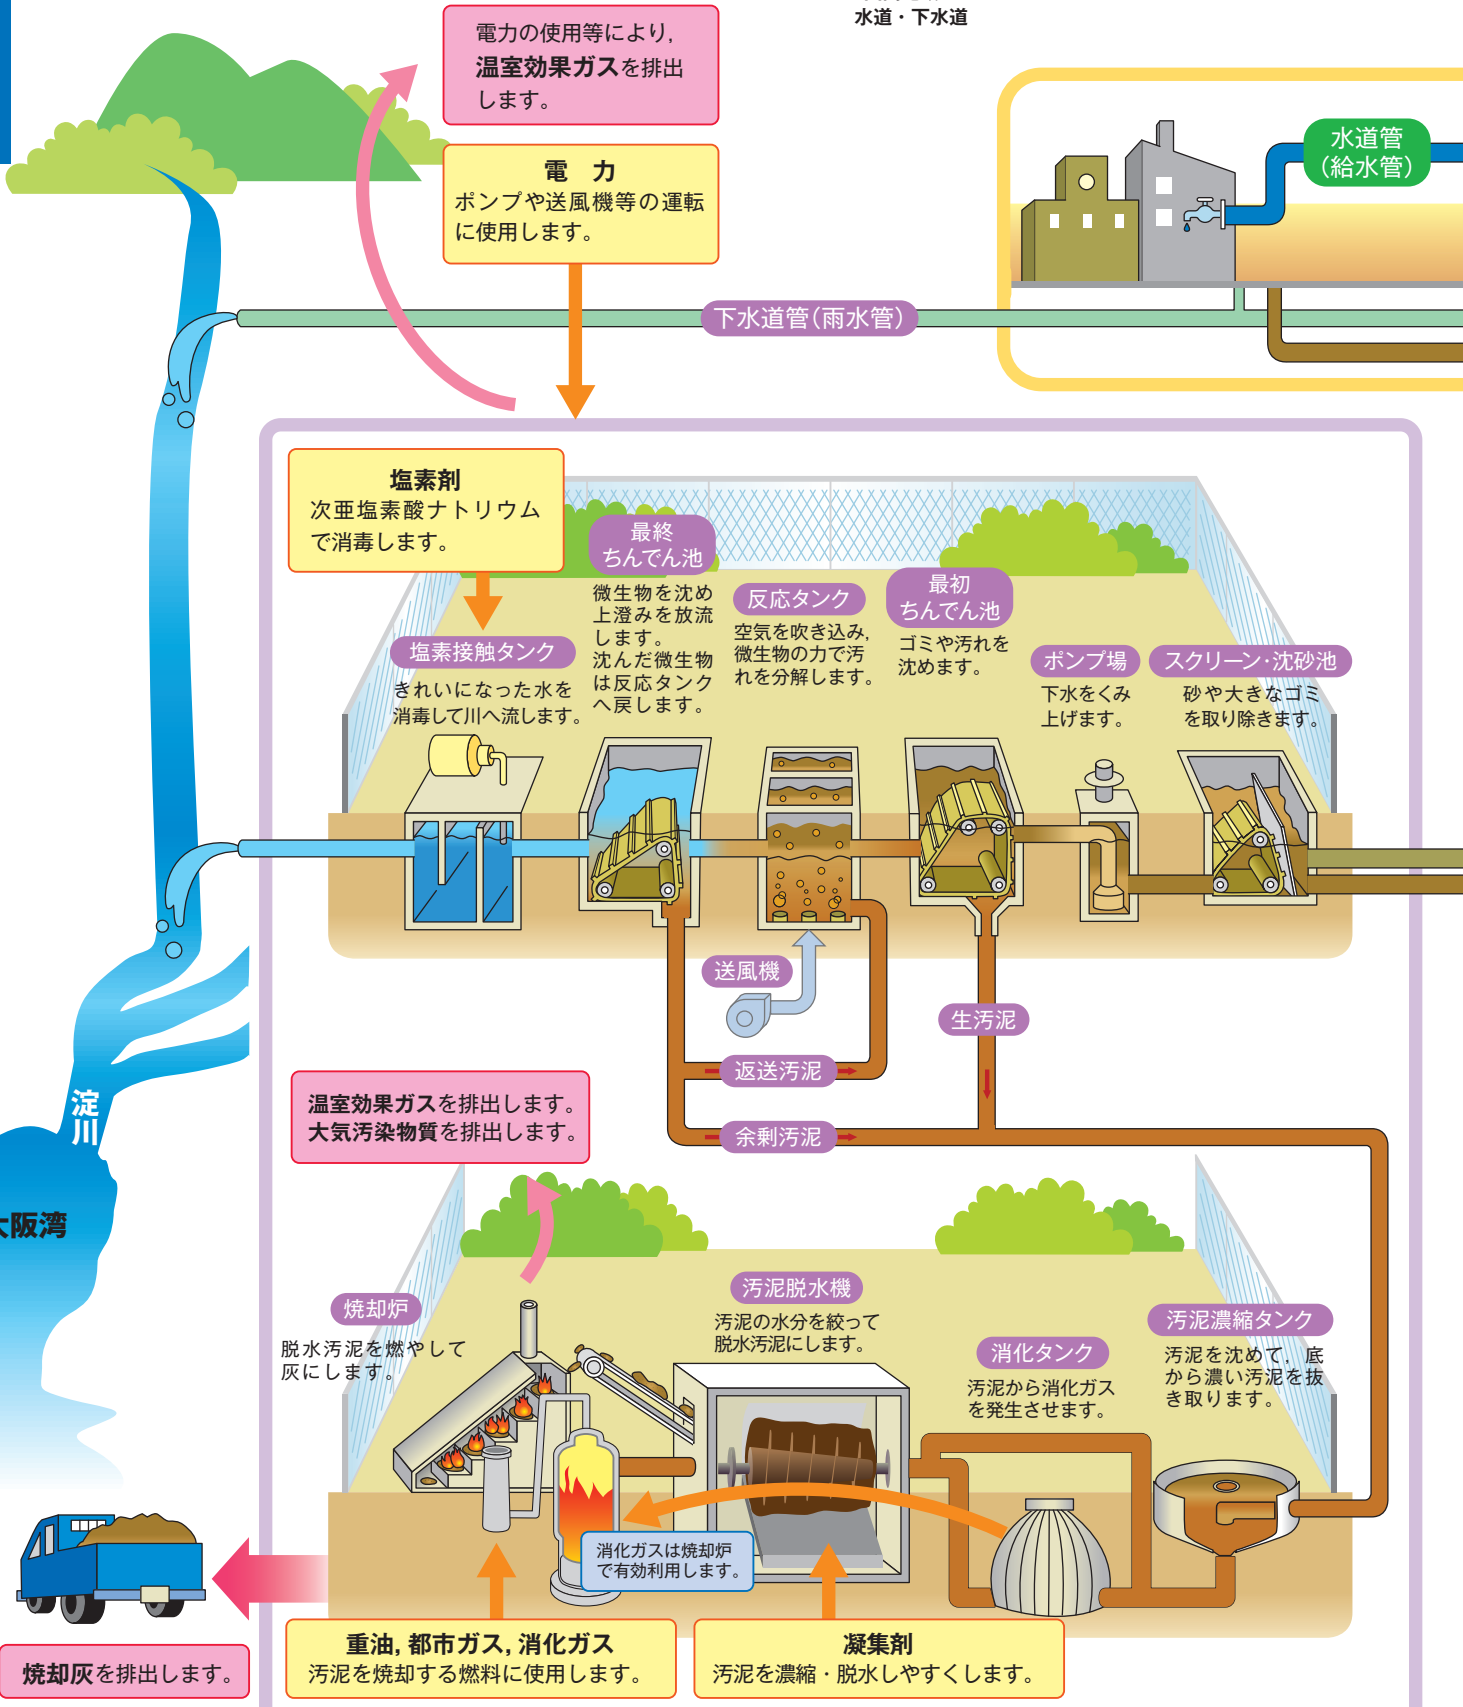 水道・下水道
電力の使用等により,
温室効果ガスを排出
します。
電　力
ポンプや送風機等の運転
に使用します。
水道管
（給水管）
下水道管（雨水管）
塩素剤
次亜塩素酸ナトリウム
で消毒します。
最終
ちんでん池
微生物を沈め
上澄みを放流
します。
沈んだ微生物
は反応タンク
へ戻します。
反応タンク
空気を吹き込み,
微生物の力で汚
れを分解します。
最初
ちんでん池
ゴミや汚れを
沈めます。
塩素接触タンク
きれいになった水を
消毒して川へ流します。
ポンプ場
下水をくみ
上げます。
スクリーン・沈砂池
砂や大きなゴミ
を取り除きます。
送風機
生汚泥
返送汚泥
余剰汚泥
淀川
大阪湾
温室効果ガスを排出します。
大気汚染物質を排出します。
焼却炉
脱水汚泥を燃やして
灰にします。
汚泥脱水機
汚泥の水分を絞って
脱水汚泥にします。
消化タンク
汚泥から消化ガス
を発生させます。
汚泥濃縮タンク
汚泥を沈めて, 底
から濃い汚泥を抜
き取ります。
消化ガスは焼却炉
で有効利用します。
重油, 都市ガス, 消化ガス
汚泥を焼却する燃料に使用します。
凝集剤
汚泥を濃縮・脱水しやすくします。
焼却灰を排出します。